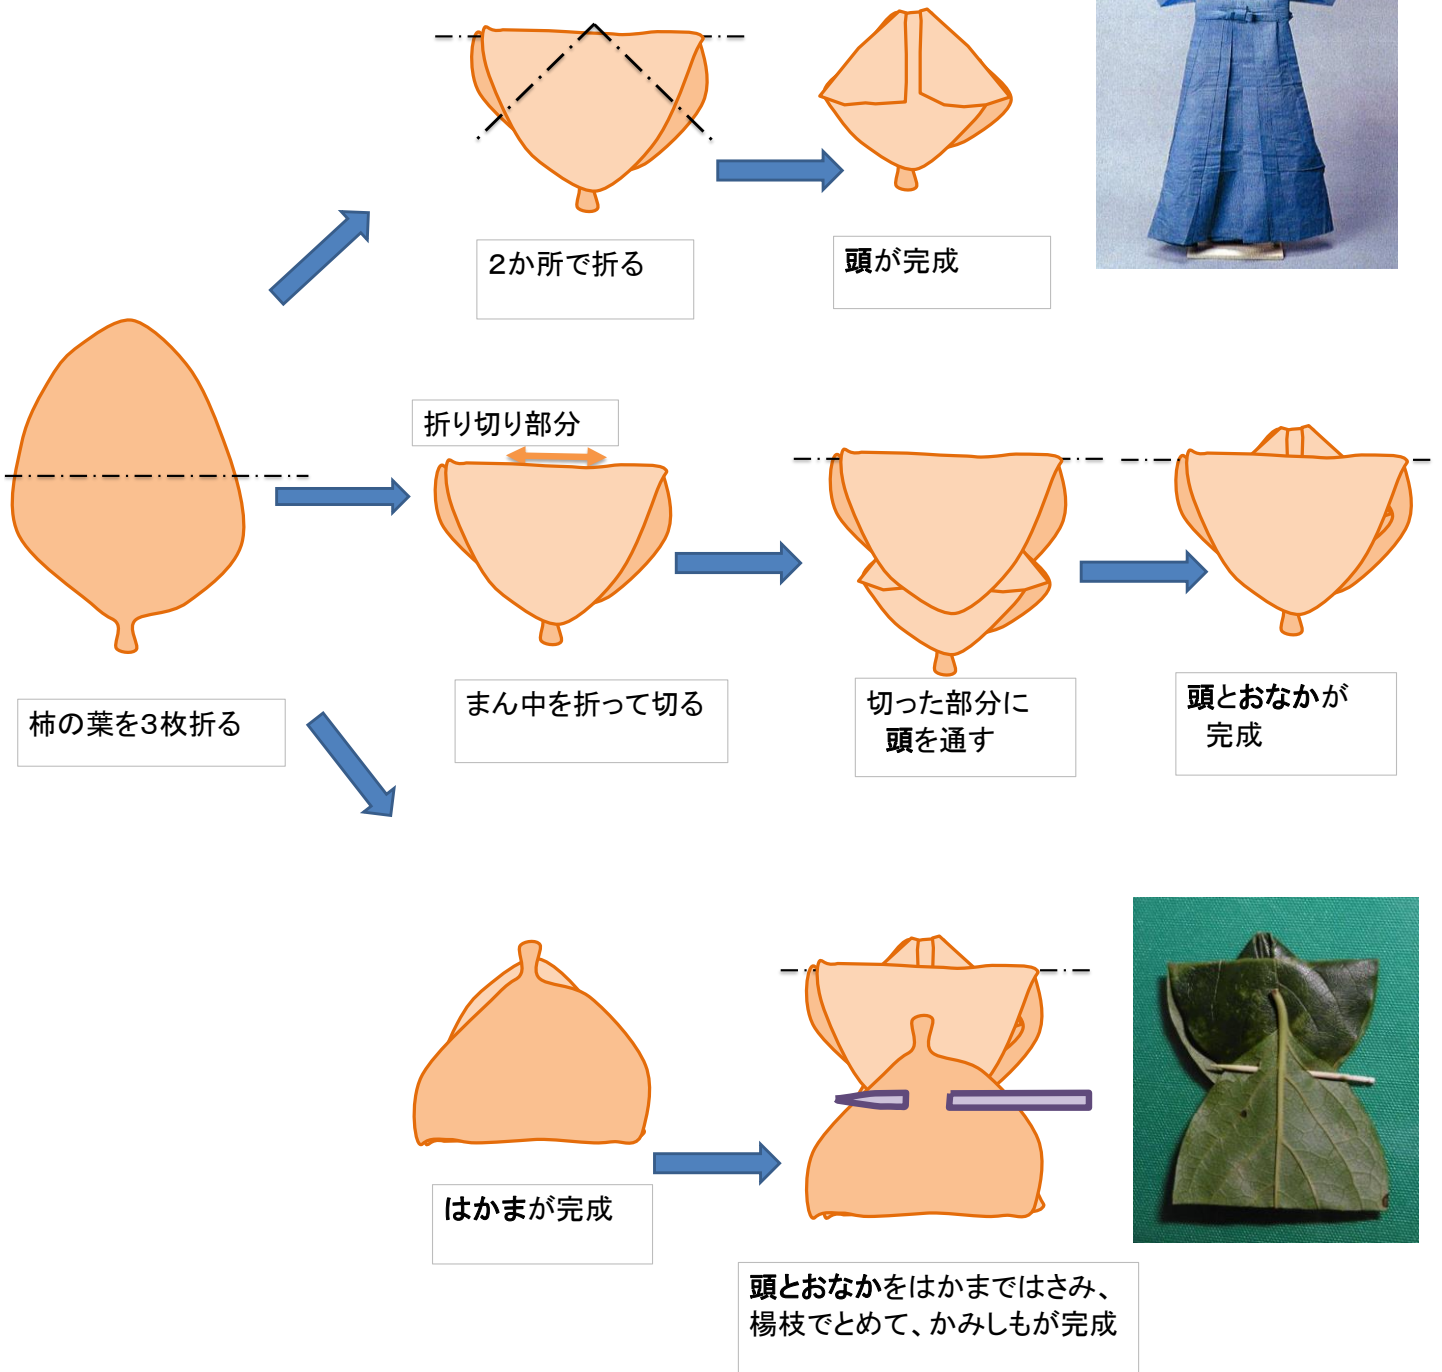 2か所で折る
頭が完成
折り切り部分
柿の葉を3枚折る
まん中を折って切る
切った部分に
頭を通す
頭とおなかが
完成
はかまが完成
頭とおなかをはかまではさみ、
楊枝でとめて、かみしもが完成